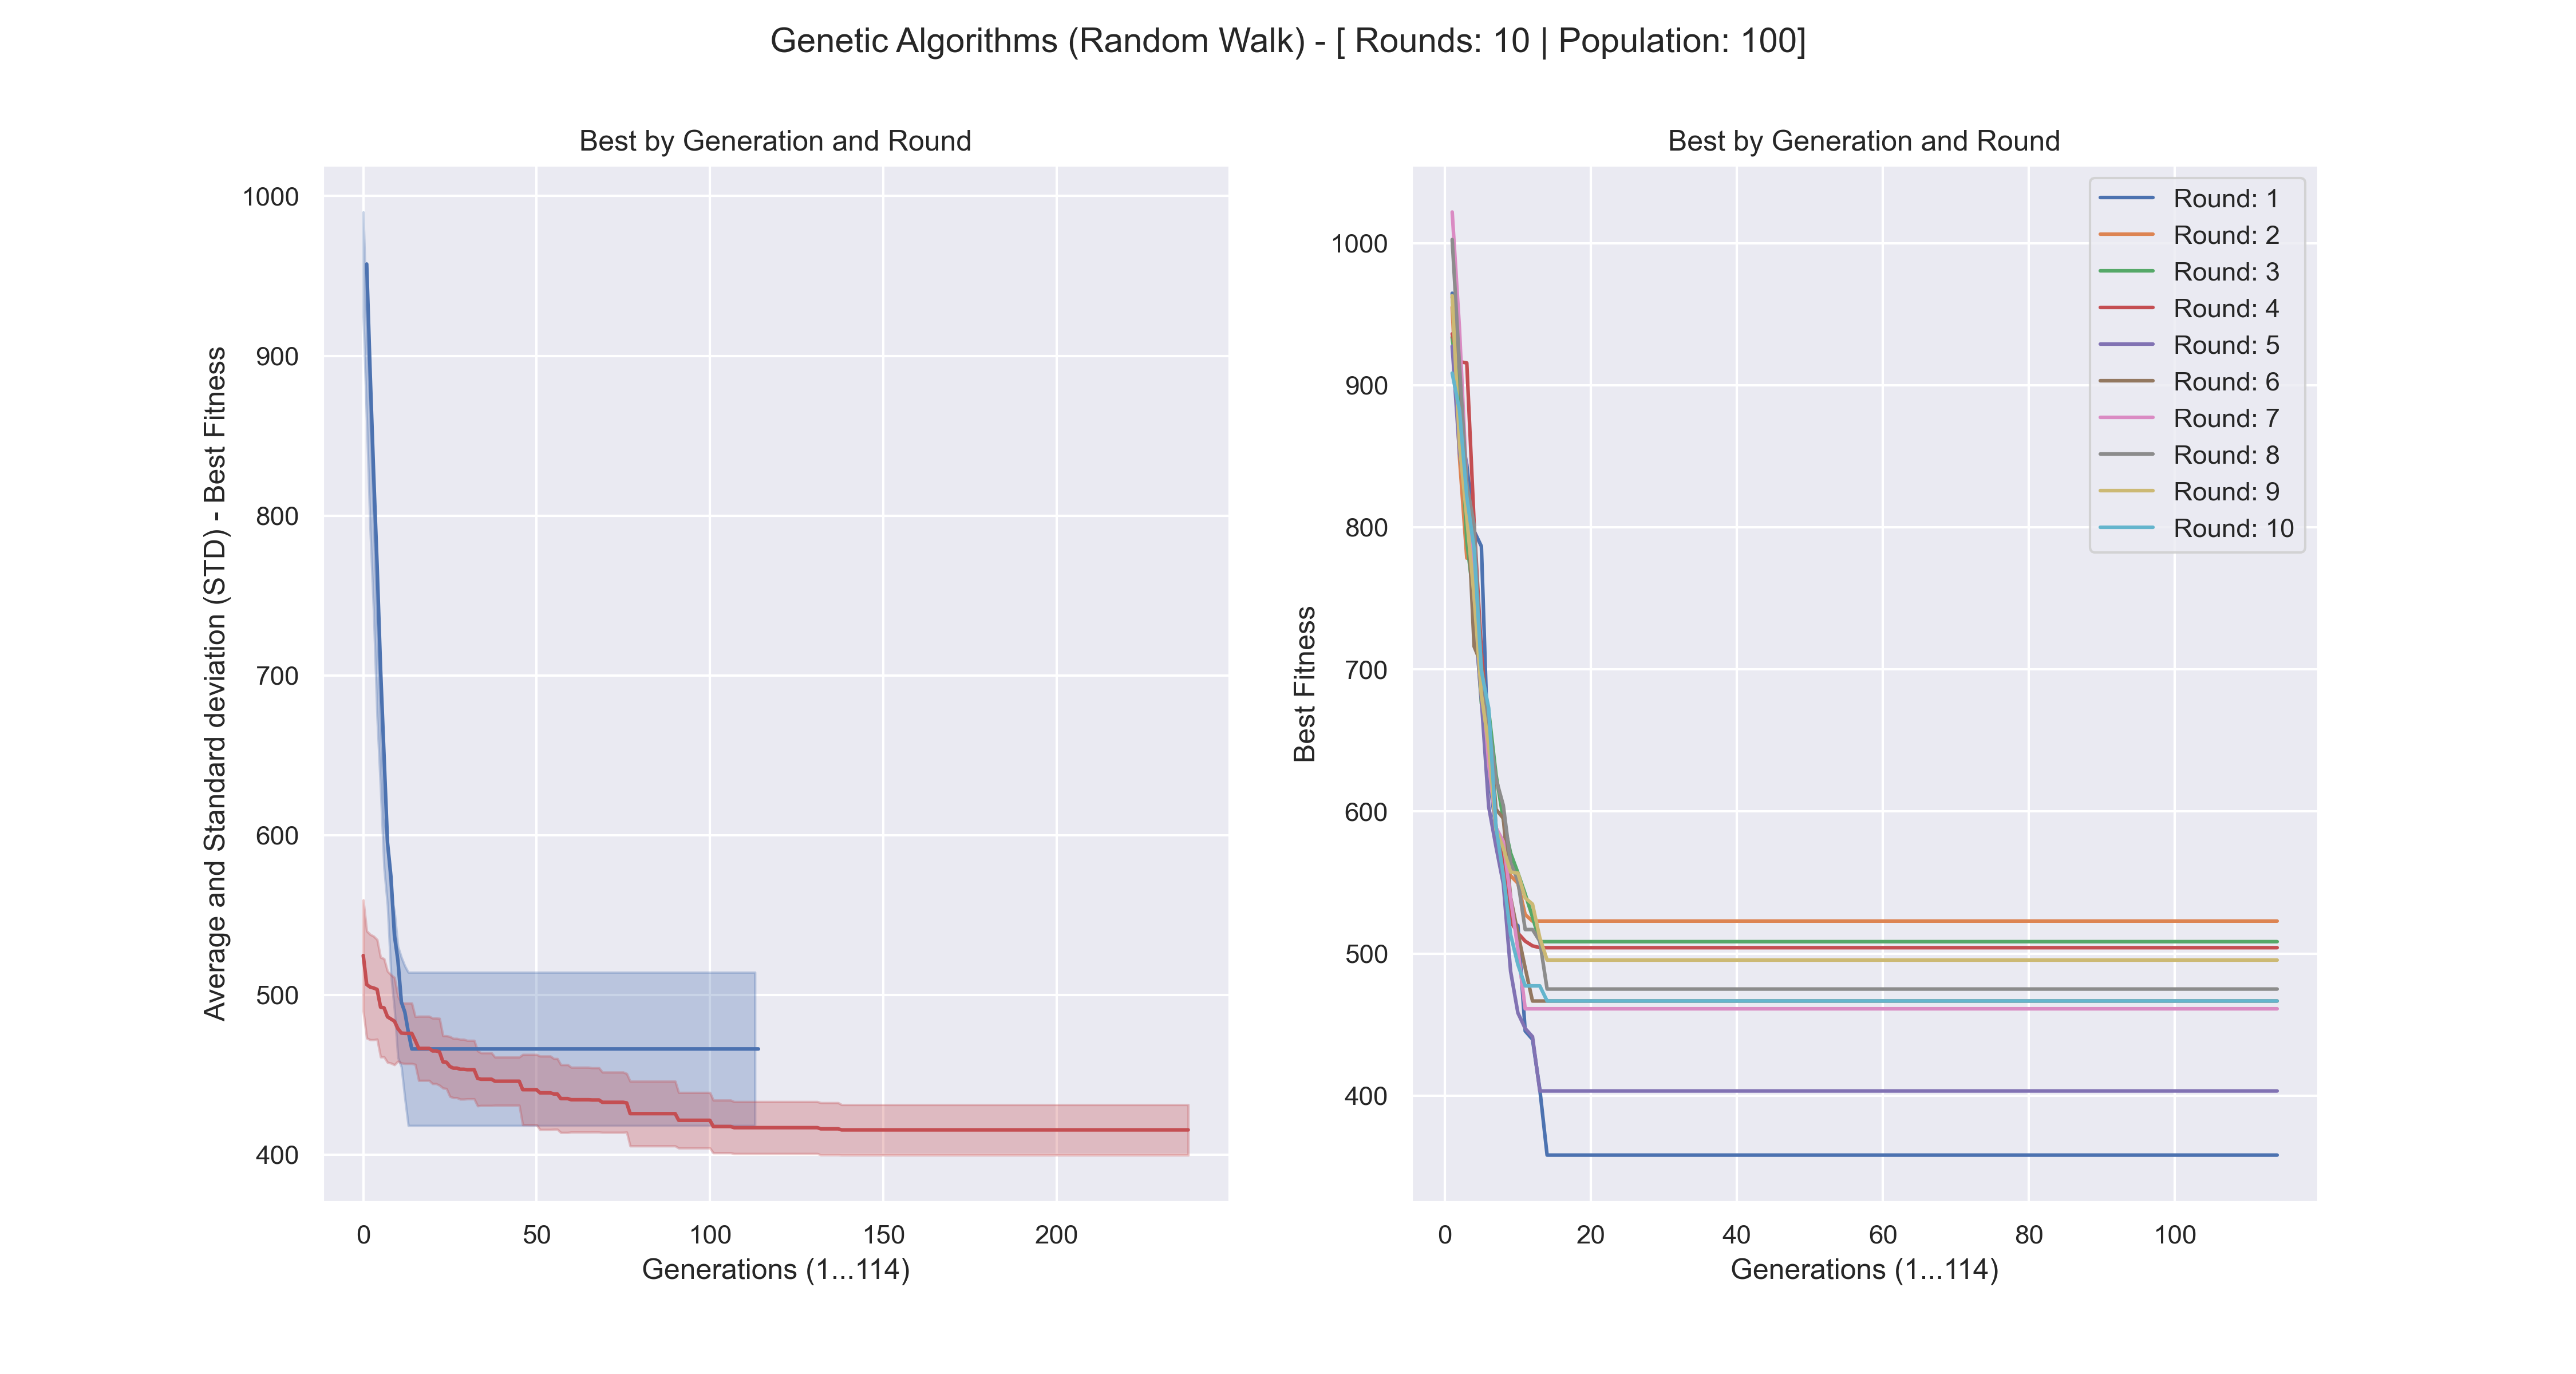 Genetic Algorithms (Random Walk) - [ Rounds: 10 | Population: 100]
Best by Generation and Round
Average and Standard deviation (STD) - Best Fitness
1000
900
800
700
600
500
400
0 50 100 150 200
Generations (1...114)
Best by Generation and Round
Best Fitness
1000
900
800
700
600
500
400
0 20 40 60 80 100
Generations (1...114)
Round: 1
Round: 2
Round: 3
Round: 4
Round: 5
Round: 6
Round: 7
Round: 8
Round: 9
Round: 10